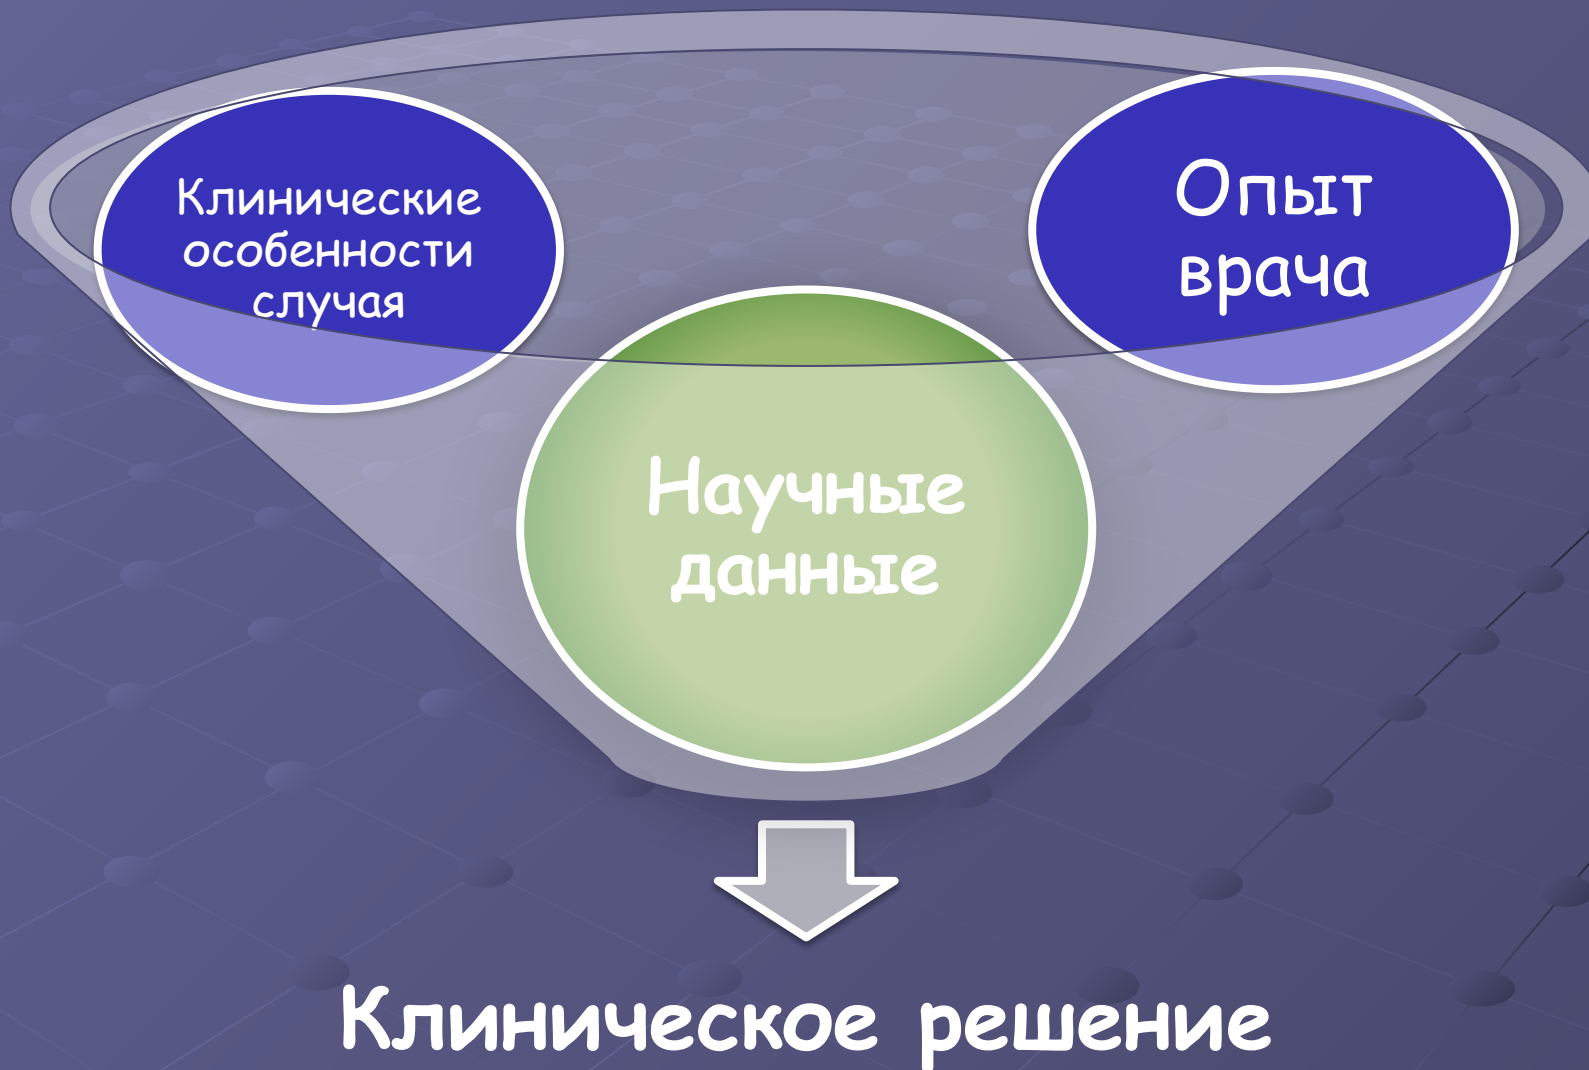 Клинические
особенности
случая
Опыт
врача
Научные
данные
Клиническое решение